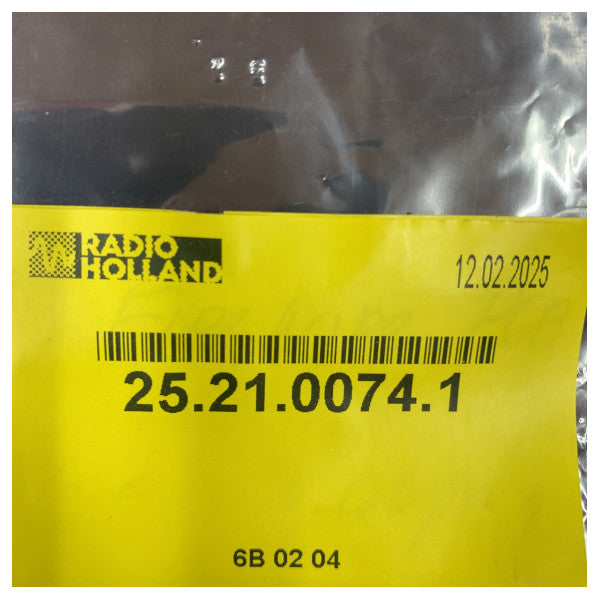 RADIO
HOLLAND
12.02.2025
25.21.0074.1
6B 02 04